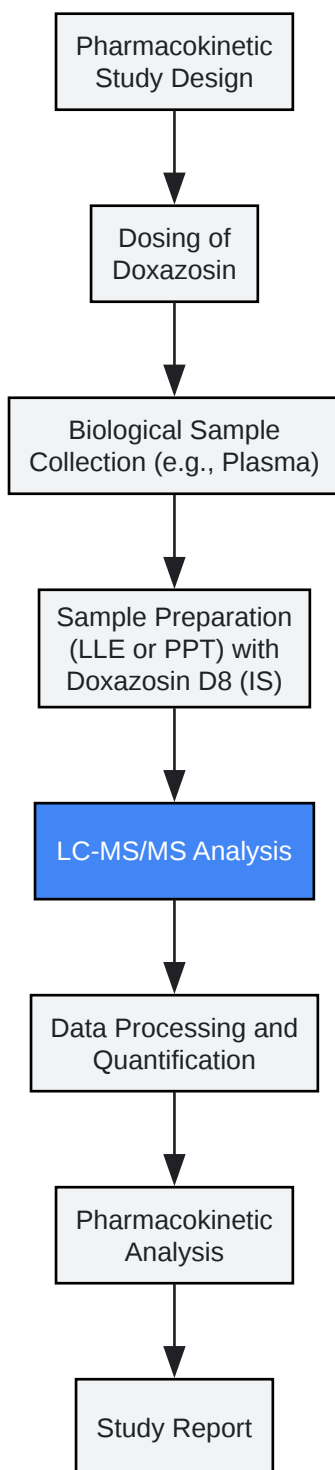 Pharmacokinetic
Study Design
Dosing of
Doxazosin
Biological Sample
Collection (e.g., Plasma)
Sample Preparation
(LLE or PPT) with
Doxazosin D8 (IS)
LC-MS/MS Analysis
Data Processing and
Quantification
Pharmacokinetic
Analysis
Study Report